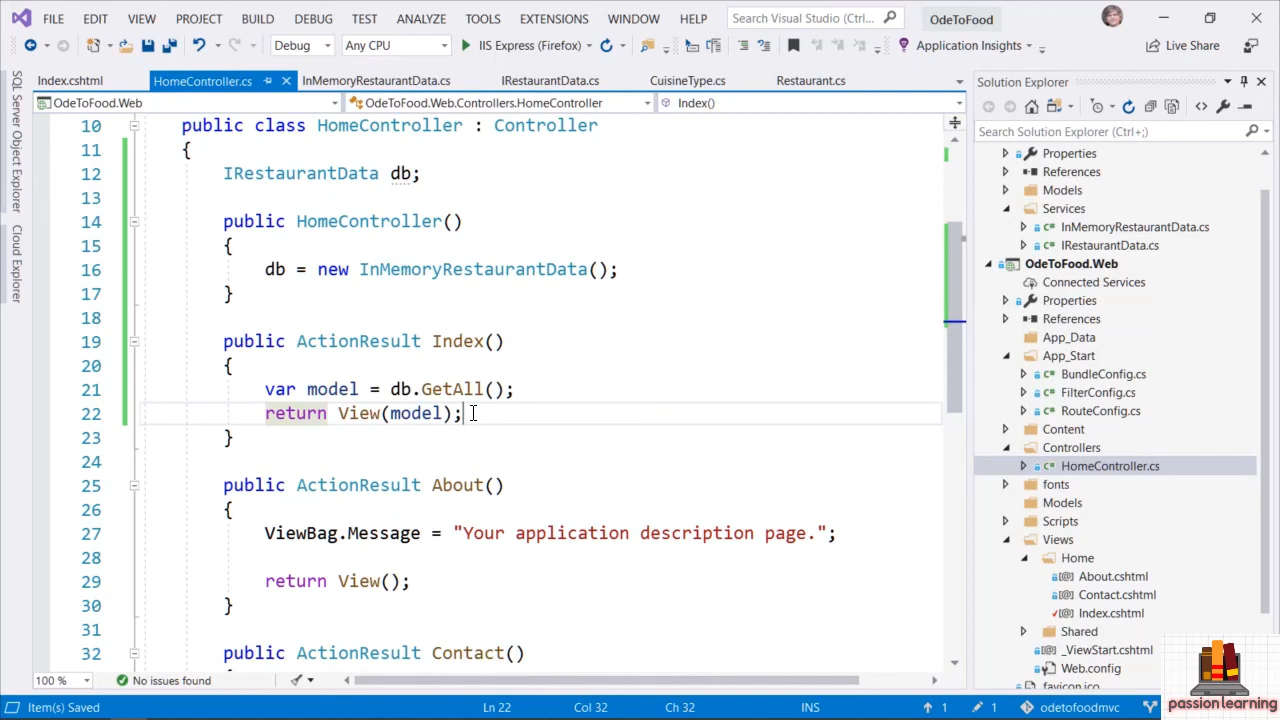 FILE EDIT VIEW PROJECT BUILD DEBUG TEST ANALYZE TOOLS EXTENSIONS WINDOW HELP Search Visual Studio (Ctrl... OdeToFood
Debug Any CPU IIS Express (Firefox) Application Insights Live Share
SQL Server Object Explorer
Cloud Explorer
Index.cshtml HomeController.cs InMemoryRestaurantData.cs IRestaurantData.cs CuisineType.cs Restaurant.cs
OdeToFood.Web OdeToFood.Web.Controllers.HomeController Index()
10 public class HomeController : Controller
11 {
12 IRestaurantData db;
13
14 public HomeController()
15 {
16 db = new InMemoryRestaurantData();
17 }
18
19 public ActionResult Index()
20 {
21 var model = db.GetAll();
22 return View(model);
23 }
24
25 public ActionResult About()
26 {
27 ViewBag.Message = "Your application description page.";
28
29 return View();
30 }
31
32 public ActionResult Contact()
100 % No issues found
Solution Explorer
Search Solution Explorer (Ctrl+;)
Properties
References
Models
Services
InMemoryRestaurantData.cs
IRestaurantData.cs
OdeToFood.Web
Connected Services
Properties
References
App_Data
App_Start
BundleConfig.cs
FilterConfig.cs
RouteConfig.cs
Content
Controllers
HomeController.cs
fonts
Models
Scripts
Views
Home
About.cshtml
Contact.cshtml
Index.cshtml
Shared
_ViewStart.cshtml
Web.config
favicon.ico
passion learning
Item(s) Saved Ln 22 Col 32 Ch 32 INS 1 1 odetofoodmvc